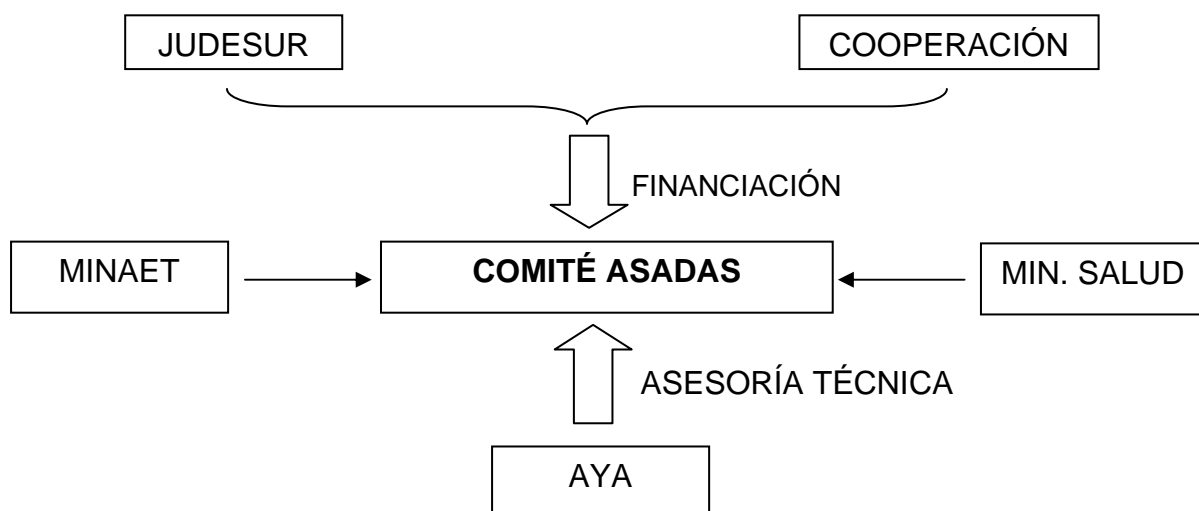 JUDESUR
COOPERACIÓN
FINANCIACIÓN
MINAET
COMITÉ ASADAS
MIN. SALUD
ASESORÍA TÉCNICA
AYA